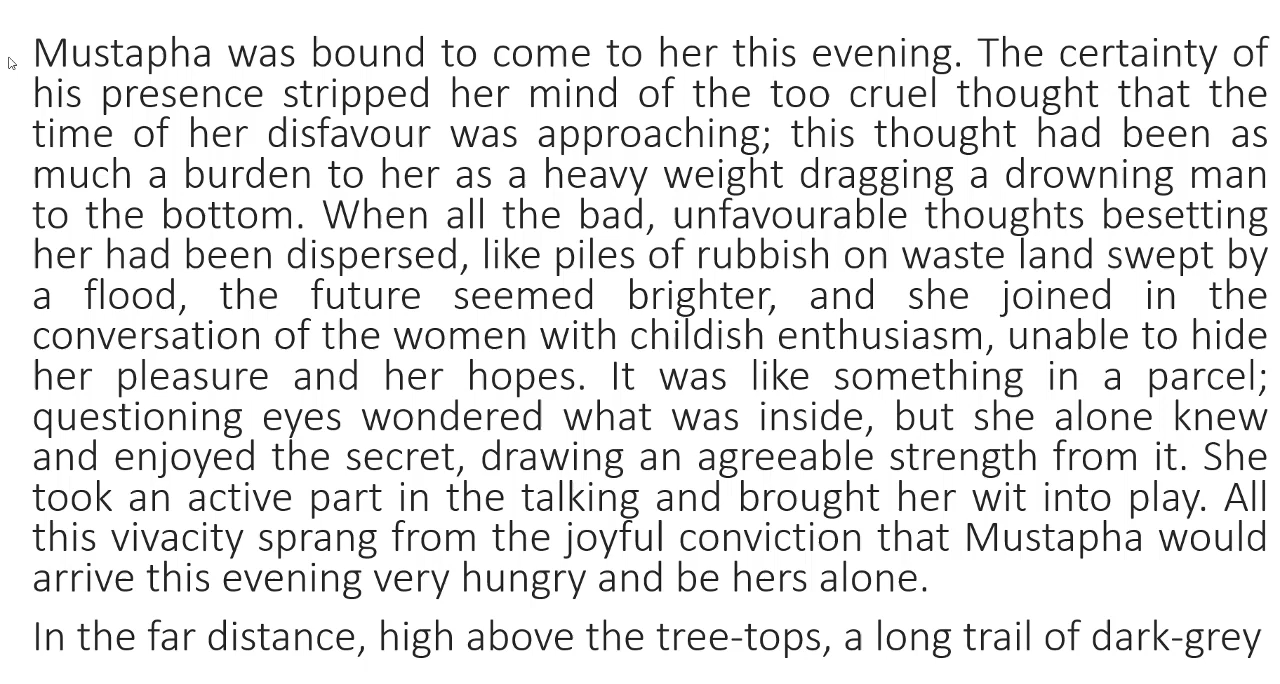 Mustapha was bound to come to her this evening. The certainty of
his presence stripped her mind of the too cruel thought that the
time of her disfavour was approaching; this thought had been as
much a burden to her as a heavy weight dragging a drowning man
to the bottom. When all the bad, unfavourable thoughts besetting
her had been dispersed, like piles of rubbish on waste land swept by
a flood, the future seemed brighter, and she joined in the
conversation of the women with childish enthusiasm, unable to hide
her pleasure and her hopes. It was like something in a parcel;
questioning eyes wondered what was inside, but she alone knew
and enjoyed the secret, drawing an agreeable strength from it. She
took an active part in the talking and brought her wit into play. All
this vivacity sprang from the joyful conviction that Mustapha would
arrive this evening very hungry and be hers alone.
In the far distance, high above the tree-tops, a long trail of dark-grey